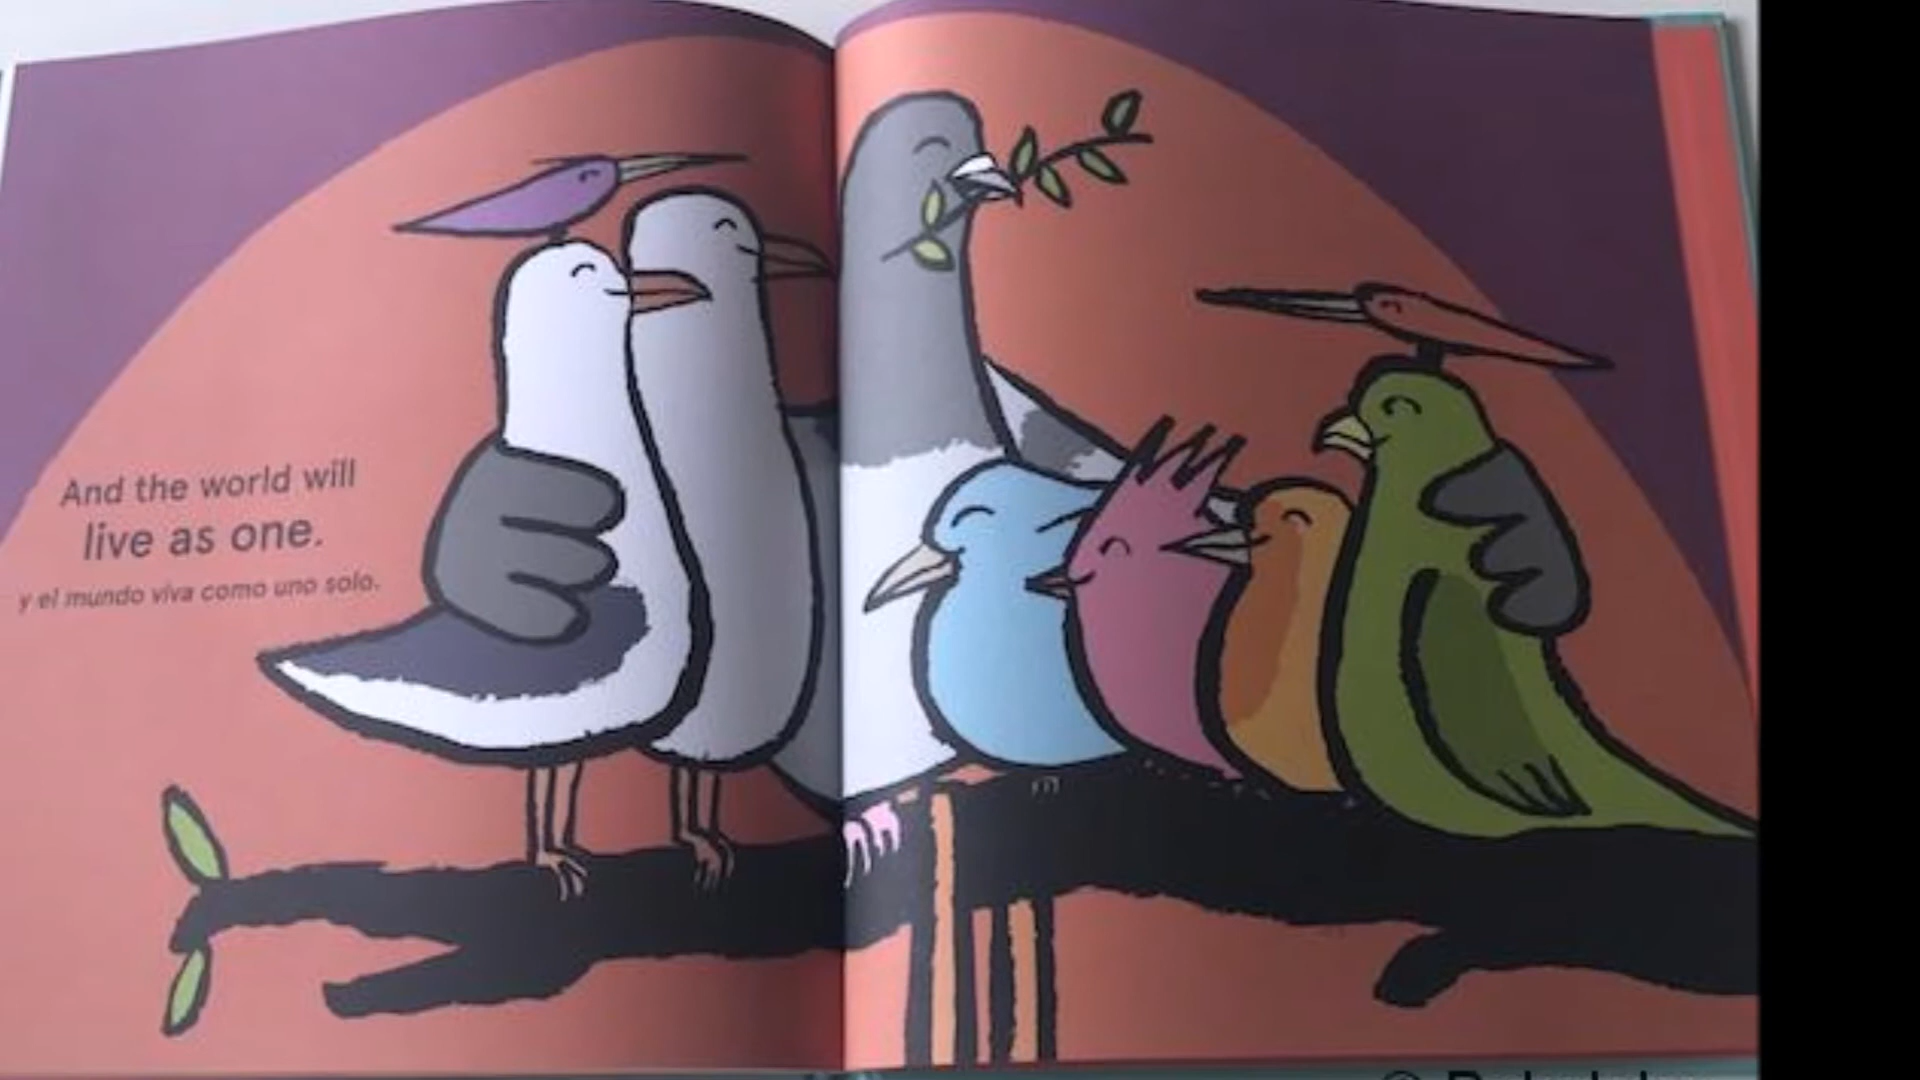 And the world will
live as one.
y el mundo viva como uno solo.